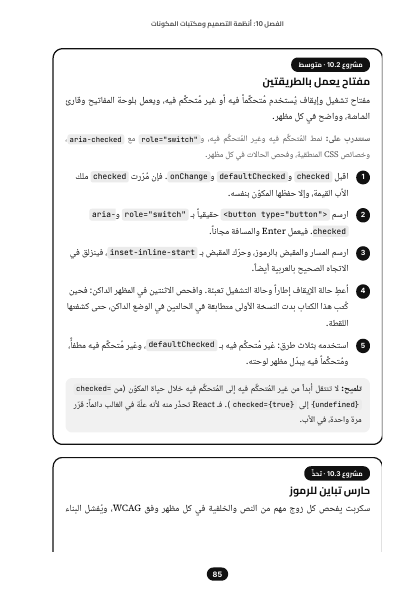 الفصل 10: أنظمة التصميم ومكتبات المكونات
مشروع 10.2 · متوسط
مفتاح يعمل بالطريقتين
مفتاح تشغيل وإيقاف يُستخدم مُتحكَّماً فيه أو غير مُتحكَّم فيه، ويعمل بلوحة المفاتيح وقارئ
الشاشة، وواضح في كل مظهر.
ستتدرب على: نمط المُتحكَّم فيه وغير المُتحكَّم فيه، و role="switch" مع aria-checked،
وخصائص CSS المنطقية، وفحص الحالات في كل مظهر.
1 اقبل checked و defaultChecked و onChange . فإن مُرّرت checked ملك
الأب القيمة، وإلا حفظها المكوّن بنفسه.
2 ارسم <button type="button"> حقيقياً بـ role="switch" و aria-
checked. فيعمل Enter والمسافة مجاناً.
3 ارسم المسار والمقبض بالرموز، وحرّك المقبض بـ inset-inline-start، فينزلق في
الاتجاه الصحيح بالعربية أيضاً.
4 أعطِ حالة الإيقاف إطاراً وحالة التشغيل تعبئة. وافحص الاثنتين في المظهر الداكن: فحين
كُتب هذا الكتاب بدت النسخة الأولى متطابقة في الحالتين في الوضع الداكن، حتى كشفتها
اللقطة.
5 استخدمه بثلاث طرق: غير مُتحكَّم فيه بـ defaultChecked، وغير مُتحكَّم فيه مطفأً،
ومُتحكَّماً فيه يبدّل مظهر لوحته.
تلميح: لا تنتقل أبداً من غير المُتحكَّم فيه إلى المُتحكَّم فيه خلال حياة المكوّن (من checked=
{undefined} إلى checked={true} ). فـ React تحذّر منه لأنه علّة في الغالب دائماً: قرّر
مرة واحدة، في الأب.
مشروع 10.3 · تحدٍّ
حارس تباين للرموز
سكربت يفحص كل زوج مهم من النص والخلفية في كل مظهر وفق WCAG، ويُفشل البناء
85